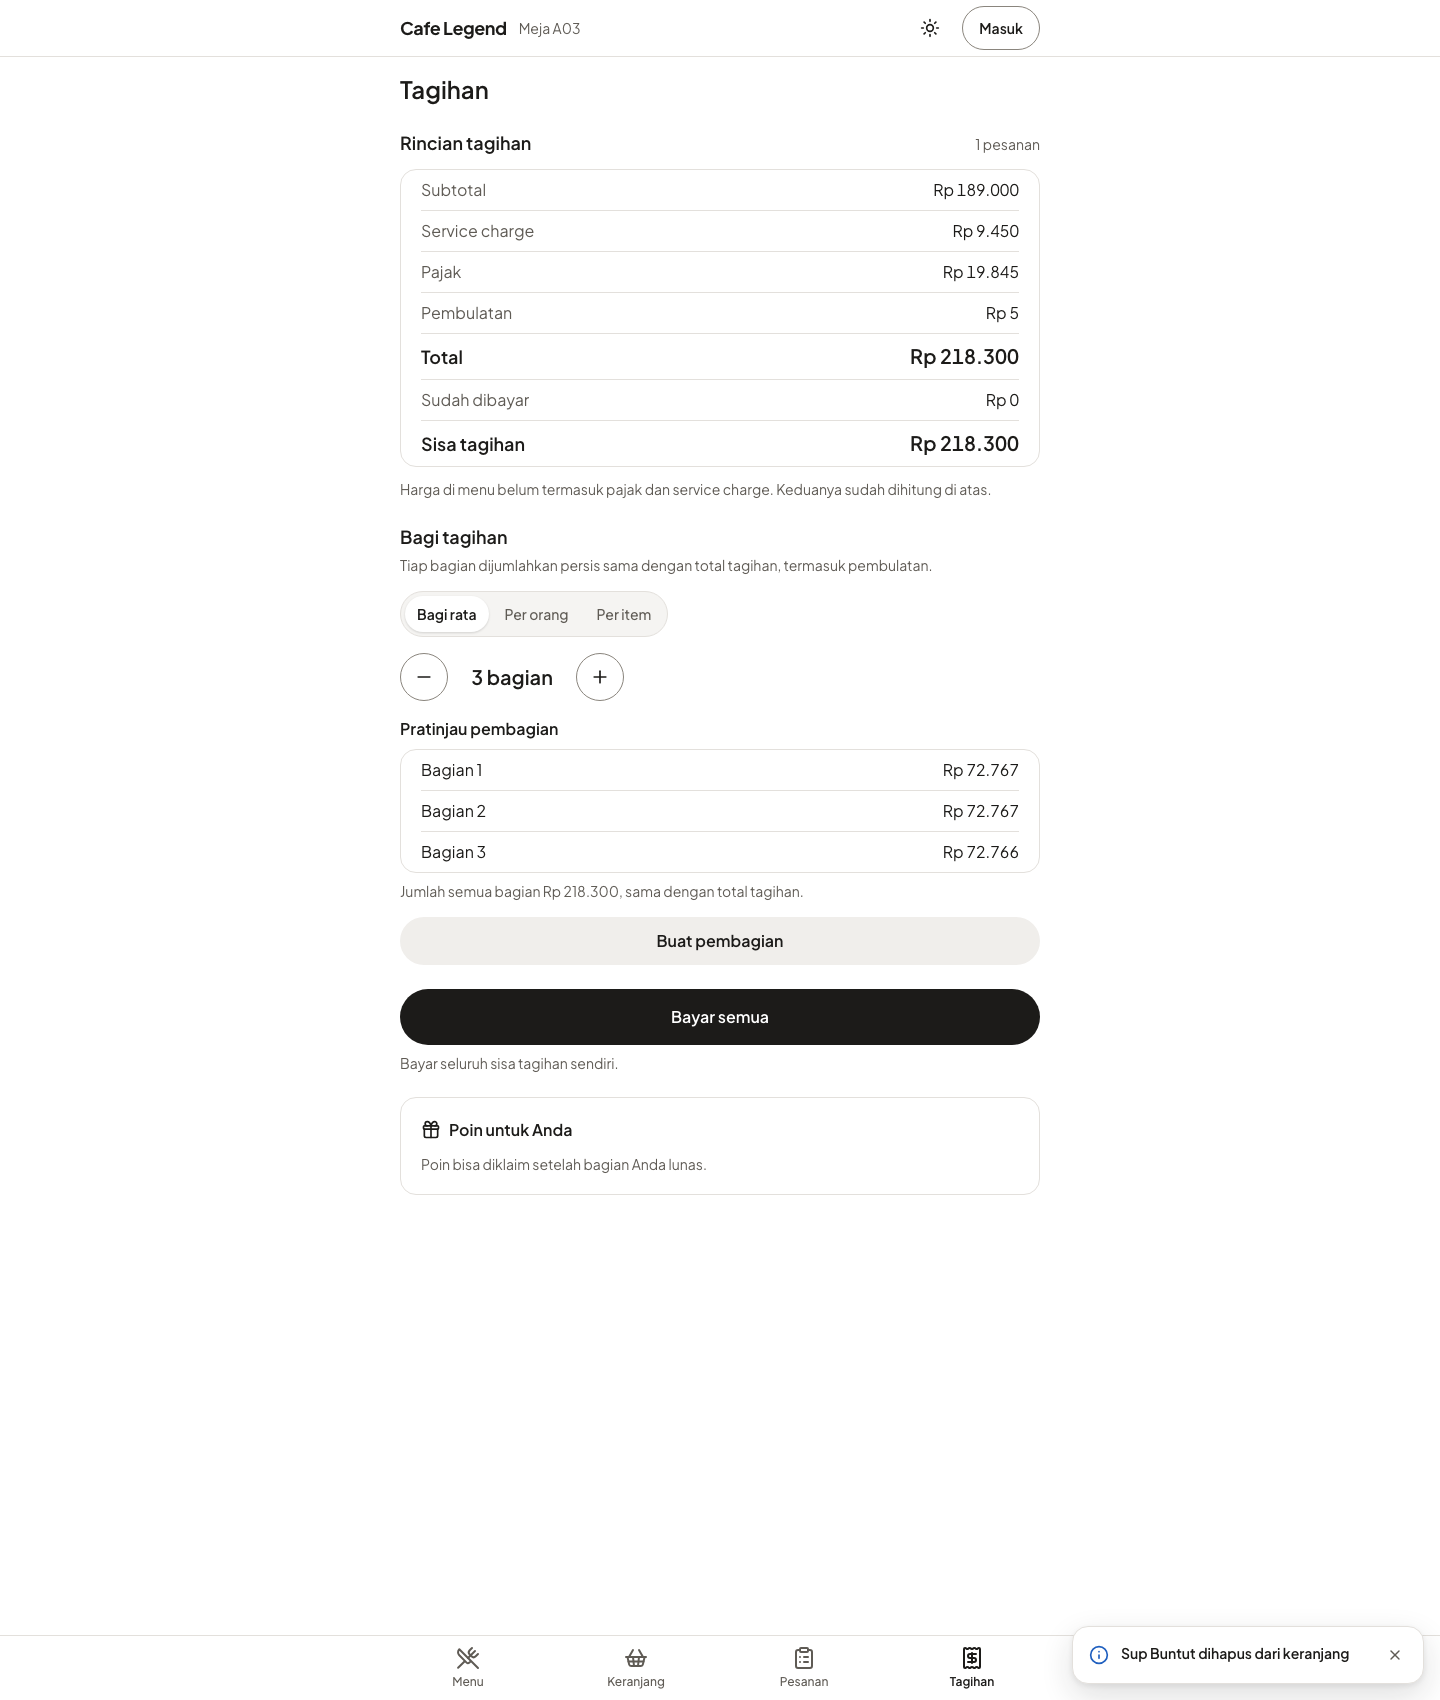 Cafe Legend Meja A03 Masuk
Tagihan
Rincian tagihan 1 pesanan
Subtotal Rp 189.000
Service charge Rp 9.450
Pajak Rp 19.845
Pembulatan Rp 5
Total Rp 218.300
Sudah dibayar Rp 0
Sisa tagihan Rp 218.300
Harga di menu belum termasuk pajak dan service charge. Keduanya sudah dihitung di atas.
Bagi tagihan
Tiap bagian dijumlahkan persis sama dengan total tagihan, termasuk pembulatan.
Bagi rata Per orang Per item
3 bagian
Pratinjau pembagian
Bagian 1 Rp 72.767
Bagian 2 Rp 72.767
Bagian 3 Rp 72.766
Jumlah semua bagian Rp 218.300, sama dengan total tagihan.
Buat pembagian
Bayar semua
Bayar seluruh sisa tagihan sendiri.
Poin untuk Anda
Poin bisa diklaim setelah bagian Anda lunas.
Menu Keranjang Pesanan Tagihan
Sup Buntut dihapus dari keranjang